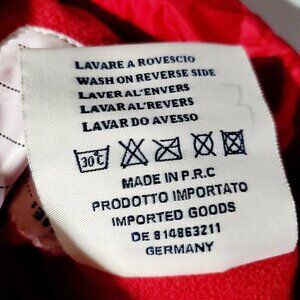 LAVARE A ROVESCIO
WASH ON REVERSE SIDE
LAVER AL'ENVERS
LAVAR AL'REVERS
LAVAR DO AVESSO
30°C
MADE IN P.R.C
PRODOTTO IMPORTATO
IMPORTED GOODS
DE 814863211
GERMANY